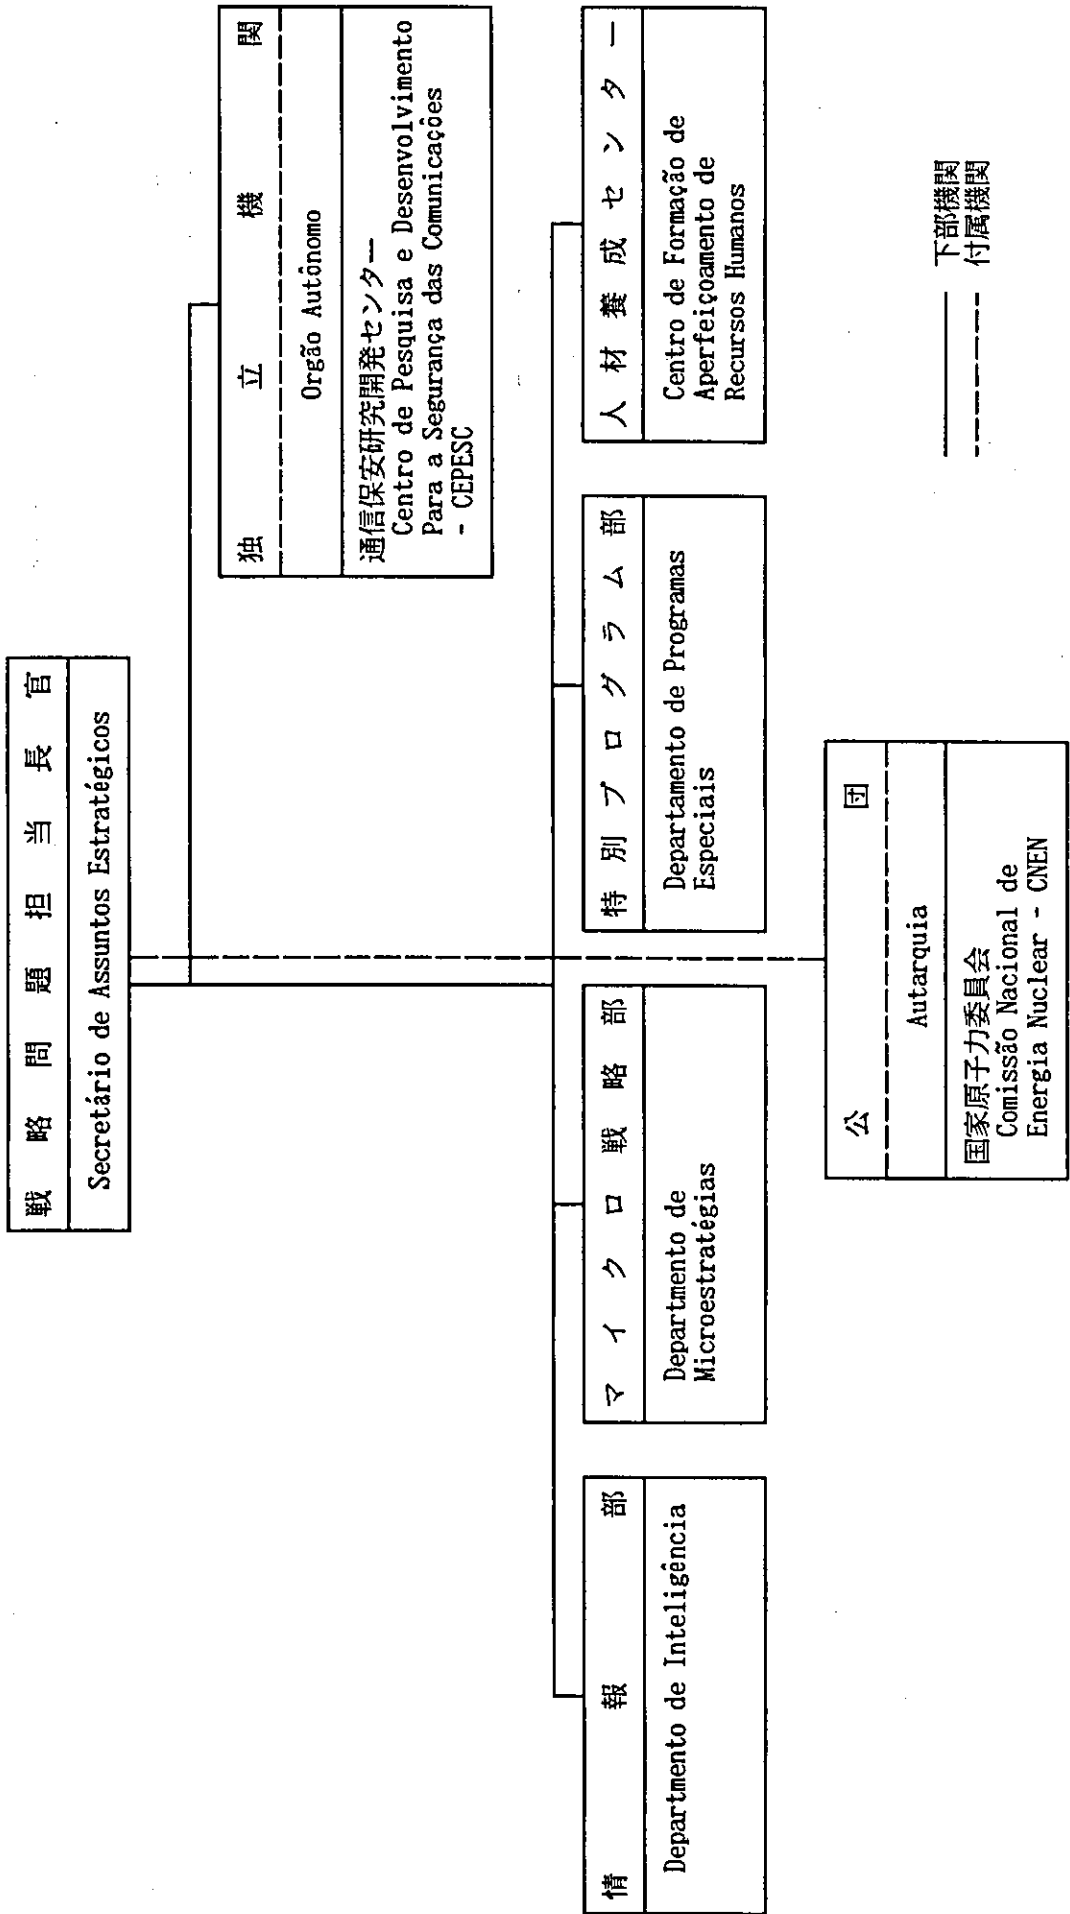 戦略問題担当長官
Secretário de Assuntos Estratégicos
独立機関
Orgão Autônomo
通信保安研究開発センター
Centro de Pesquisa e Desenvolvimento
Para a Segurança das Comunicações
- CEPESC
情報部
Departmento de Inteligência
マイクロ戦略部
Departmento de
Microestratégias
特別プログラム部
Departamento de Programas
Especiais
人材養成センター
Centro de Formação de
Aperfeiçoamento de
Recursos Humanos
公団
Autarquia
国家原子力委員会
Comissão Nacional de
Energia Nuclear - CNEN
下部機関
付属機関